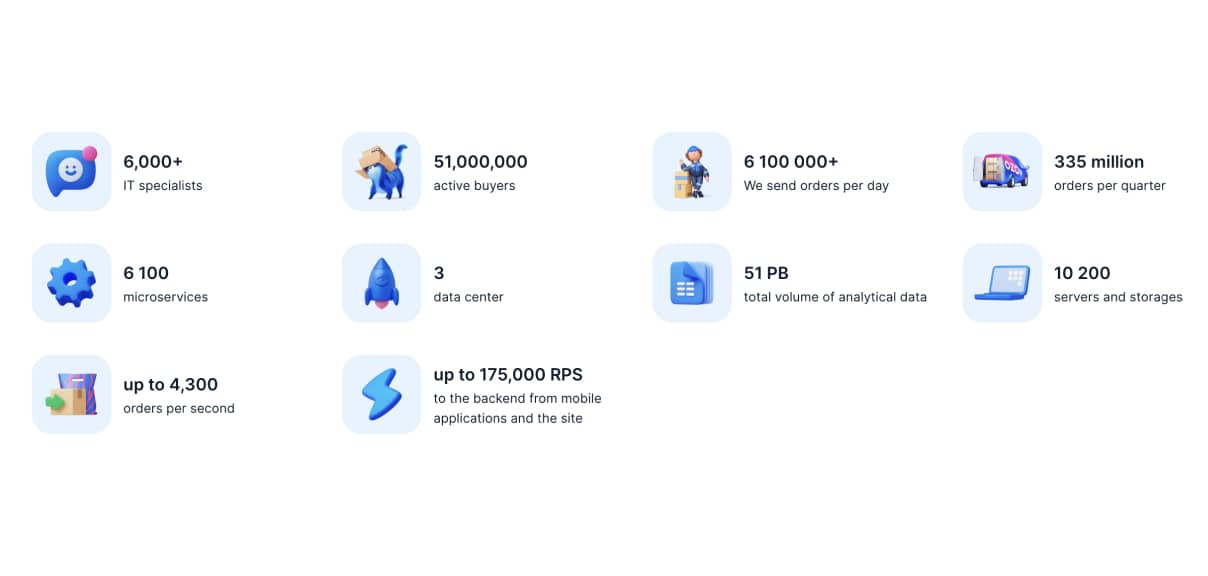 6,000+
IT specialists
51,000,000
active buyers
6 100 000+
We send orders per day
ozon
335 million
orders per quarter
6 100
microservices
3
data center
51 PB
total volume of analytical data
10 200
servers and storages
up to 4,300
orders per second
up to 175,000 RPS
to the backend from mobile
applications and the site